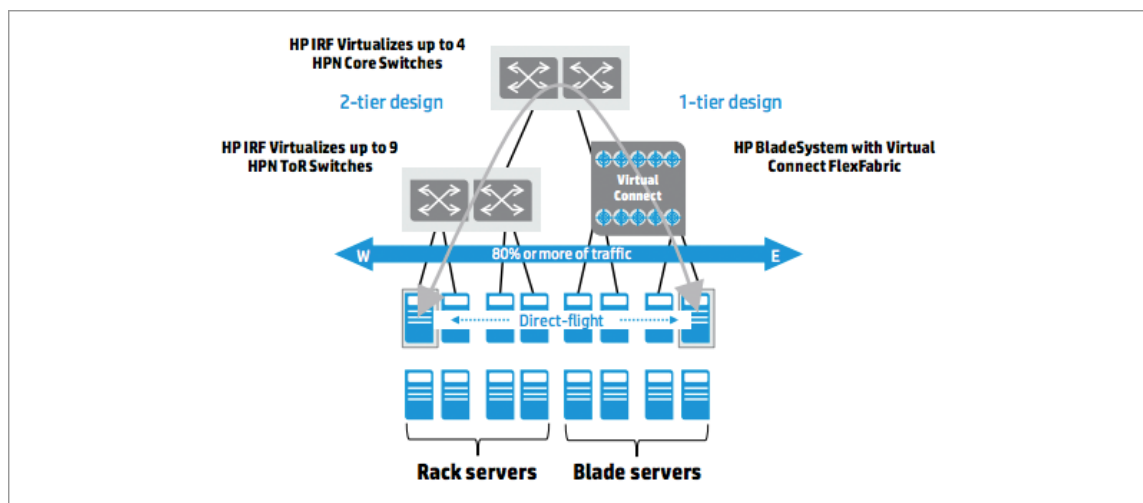 HP IRF Virtualizes up to 4
HPN Core Switches
2-tier design
1-tier design
HP IRF Virtualizes up to 9
HPN ToR Switches
HP BladeSystem with Virtual
Connect FlexFabric
Virtual
Connect
W
80% or more of traffic
E
Direct-flight
Rack servers
Blade servers